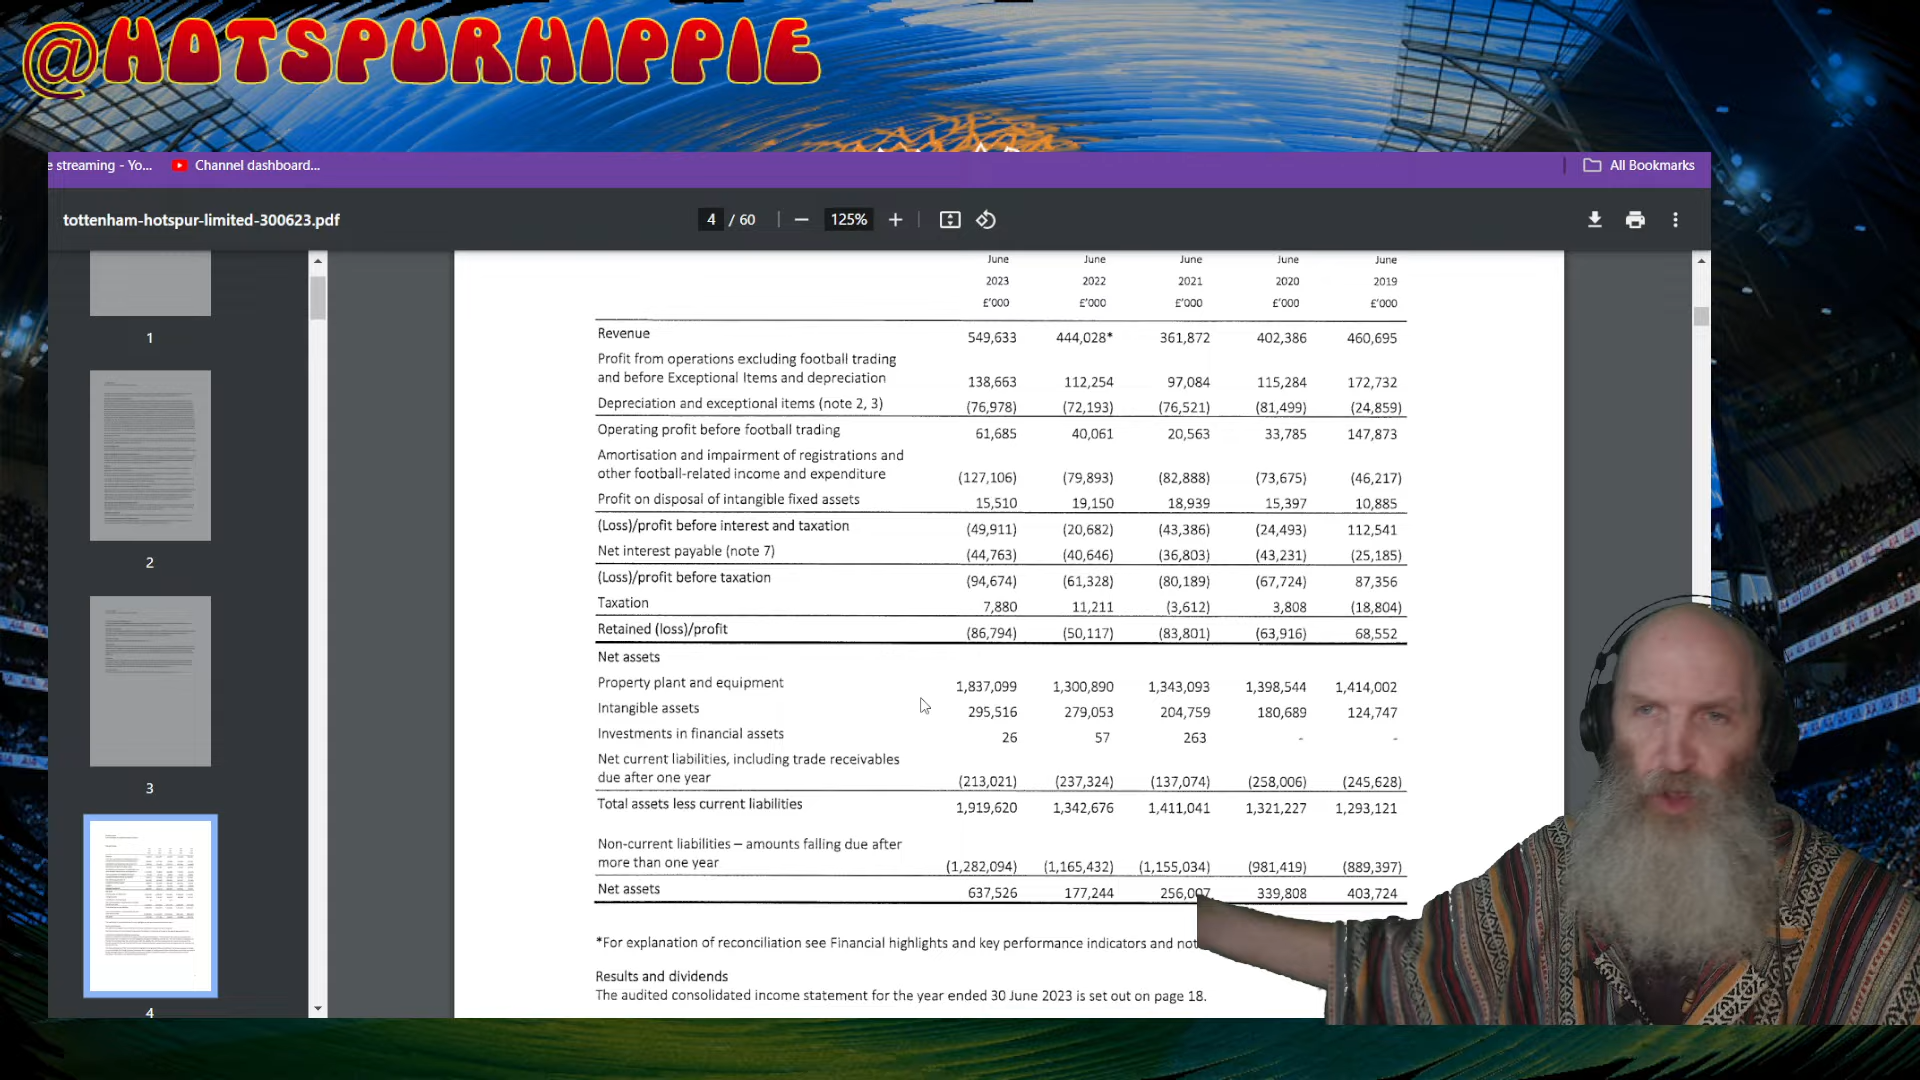 @HOTSPURHIPPIE
e streaming - Yo... Channel dashboard... All Bookmarks
tottenham-hotspur-limited-300623.pdf 4 / 60 125%
June June June June June
2023 2022 2021 2020 2019
£'000 £'000 £'000 £'000 £'000
Revenue 549,633 444,028* 361,872 402,386 460,695
Profit from operations excluding football trading
and before Exceptional Items and depreciation 138,663 112,254 97,084 115,284 172,732
Depreciation and exceptional items (note 2, 3) (76,978) (72,193) (76,521) (81,499) (24,859)
Operating profit before football trading 61,685 40,061 20,563 33,785 147,873
Amortisation and impairment of registrations and
other football-related income and expenditure (127,106) (79,893) (82,888) (73,675) (46,217)
Profit on disposal of intangible fixed assets 15,510 19,150 18,939 15,397 10,885
(Loss)/profit before interest and taxation (49,911) (20,682) (43,386) (24,493) 112,541
Net interest payable (note 7) (44,763) (40,646) (36,803) (43,231) (25,185)
(Loss)/profit before taxation (94,674) (61,328) (80,189) (67,724) 87,356
Taxation 7,880 11,211 (3,612) 3,808 (18,804)
Retained (loss)/profit (86,794) (50,117) (83,801) (63,916) 68,552
Net assets
Property plant and equipment 1,837,099 1,300,890 1,343,093 1,398,544 1,414,002
Intangible assets 295,516 279,053 204,759 180,689 124,747
Investments in financial assets 26 57 263 - -
Net current liabilities, including trade receivables
due after one year (213,021) (237,324) (137,074) (258,006) (245,628)
Total assets less current liabilities 1,919,620 1,342,676 1,411,041 1,321,227 1,293,121
Non-current liabilities – amounts falling due after
more than one year (1,282,094) (1,165,432) (1,155,034) (981,419) (889,397)
Net assets 637,526 177,244 256,007 339,808 403,724
*For explanation of reconciliation see Financial highlights and key performance indicators and not
Results and dividends
The audited consolidated income statement for the year ended 30 June 2023 is set out on page 18.
1
2
3
4